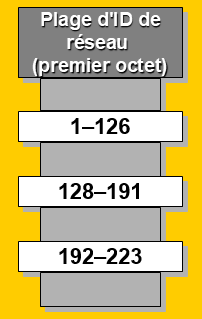 Plage d'ID de
réseau
(premier octet)
1–126
128–191
192–223